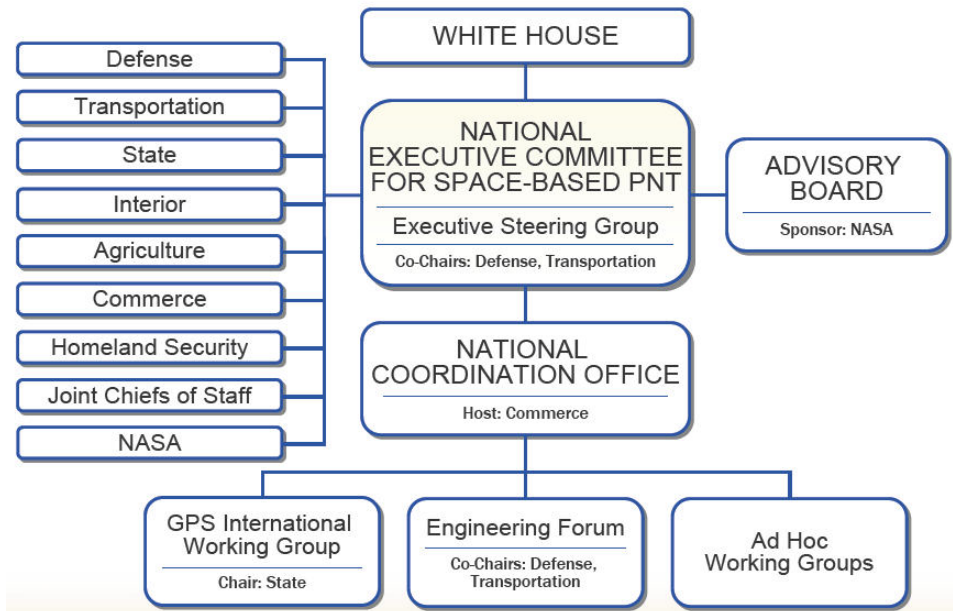 WHITE HOUSE
Defense
Transportation
State
Interior
Agriculture
Commerce
Homeland Security
Joint Chiefs of Staff
NASA
NATIONAL
EXECUTIVE COMMITTEE
FOR SPACE-BASED PNT
Executive Steering Group
Co-Chairs: Defense, Transportation
ADVISORY
BOARD
Sponsor: NASA
NATIONAL
COORDINATION OFFICE
Host: Commerce
GPS International
Working Group
Chair: State
Engineering Forum
Co-Chairs: Defense,
Transportation
Ad Hoc
Working Groups